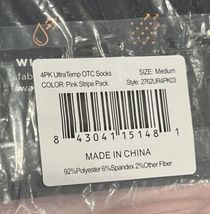 4PK UltraTemp OTC Socks SIZE: Medium
COLOR: Pink Stripe Pack Style: 2762UR4PK03
8 43041 15148 1
MADE IN CHINA
92%Polyester 6%Spandex 2%Other Fiber